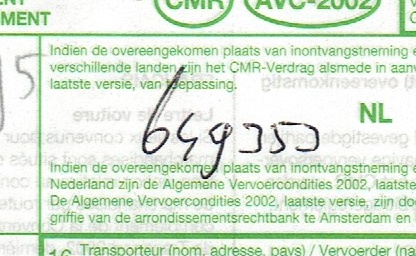 MENT
CMR
AVC-2002
Indien de overeengekomen plaats van inontvangstneming e
verschillende landen zijn het CMR-Verdrag alsmede in aanv
laatste versie, van toepassing.
NL
Indien de overeengekomen plaats van inontvangstneming e
Nederland zijn de Algemene Vervoercondities 2002, laatste
De Algemene Vervoercondities 2002, laatste versie, zijn doo
griffie van de arrondissementsrechtbank te Amsterdam en
16 Transporteur (nom, adresse, pays) / Vervoerder (na